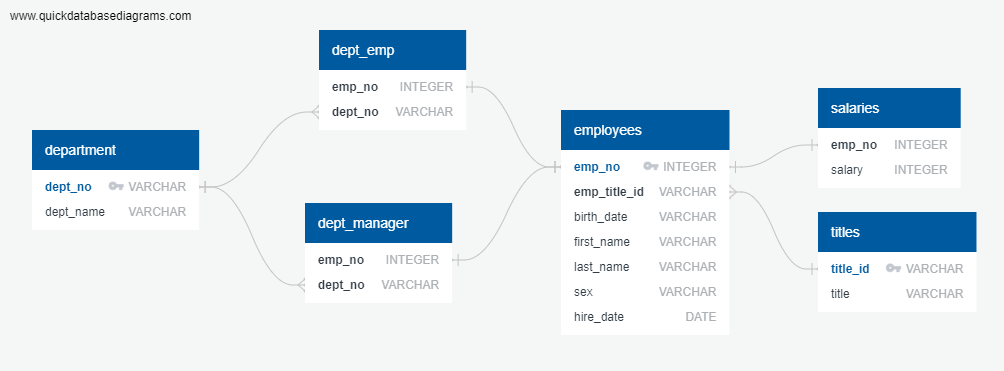 www.quickdatabasediagrams.com
department
dept_no VARCHAR
dept_name VARCHAR
dept_emp
emp_no INTEGER
dept_no VARCHAR
dept_manager
emp_no INTEGER
dept_no VARCHAR
employees
emp_no INTEGER
emp_title_id VARCHAR
birth_date VARCHAR
first_name VARCHAR
last_name VARCHAR
sex VARCHAR
hire_date DATE
salaries
emp_no INTEGER
salary INTEGER
titles
title_id VARCHAR
title VARCHAR